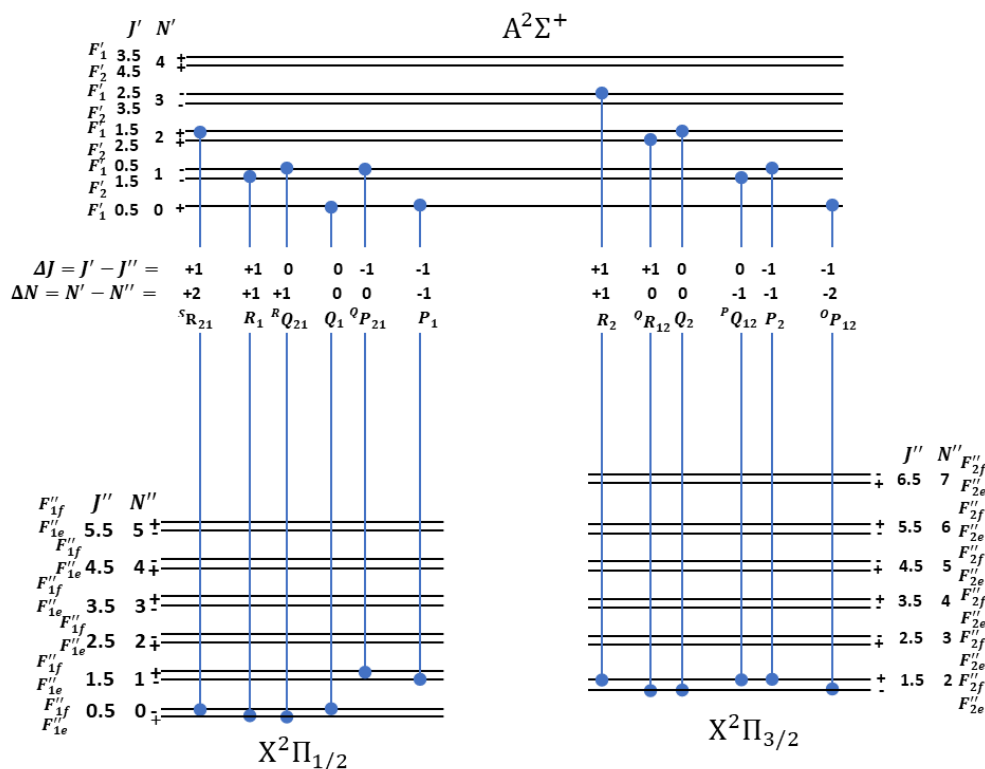 A²Σ⁺
J′ N′
F′₁ 3.5 4 +
F′₂ 4.5 +
F′₁ 2.5 3 -
F′₂ 3.5 -
F′₁ 1.5 2 +
F′₂ 2.5 +
F′₁ 0.5 1 -
F′₂ 1.5 -
F′₁ 0.5 0 +
ΔJ = J′ − J′′ = +1 +1 0 0 -1 -1 +1 +1 0 0 -1 -1
ΔN = N′ − N′′ = +2 +1 +1 0 0 -1 +1 0 0 -1 -1 -2
ˢR₂₁ R₁ ᴿQ₂₁ Q₁ �Q P₂₁ P₁ R₂ �Q R₁₂ Q₂ ᴾQ₁₂ P₂ ᴼP₁₂
J′′ N′′
F′′₁f
F′′₁e 5.5 5 + -
F′′₁f
F′′₁e 4.5 4 - +
F′′₁f
F′′₁e 3.5 3 + -
F′′₁f
F′′₁e 2.5 2 - +
F′′₁f
F′′₁e 1.5 1 + -
F′′₁f 0.5 0 -
F′′₁e +
X²Π₁/₂
J′′ N′′
- + 6.5 7 F′′₂f
F′′₂e
+ - 5.5 6 F′′₂f
F′′₂e
- + 4.5 5 F′′₂f
F′′₂e
+ - 3.5 4 F′′₂f
F′′₂e
- + 2.5 3 F′′₂f
F′′₂e
+ - 1.5 2 F′′₂f
F′′₂e
X²Π₃/₂